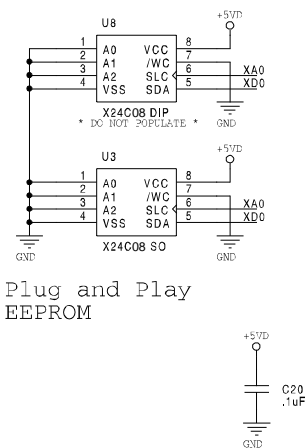 U8
+5VD
1 A0 VCC 8
2 A1 /WC 7
3 A2 SLC 6 XA0
4 VSS SDA 5 XD0
X24C08 DIP
* DO NOT POPULATE *
GND
U3
+5VD
1 A0 VCC 8
2 A1 /WC 7
3 A2 SLC 6 XA0
4 VSS SDA 5 XD0
GND
GND
X24C08 SO
Plug and Play
EEPROM
+5VD
C20
.1uF
GND